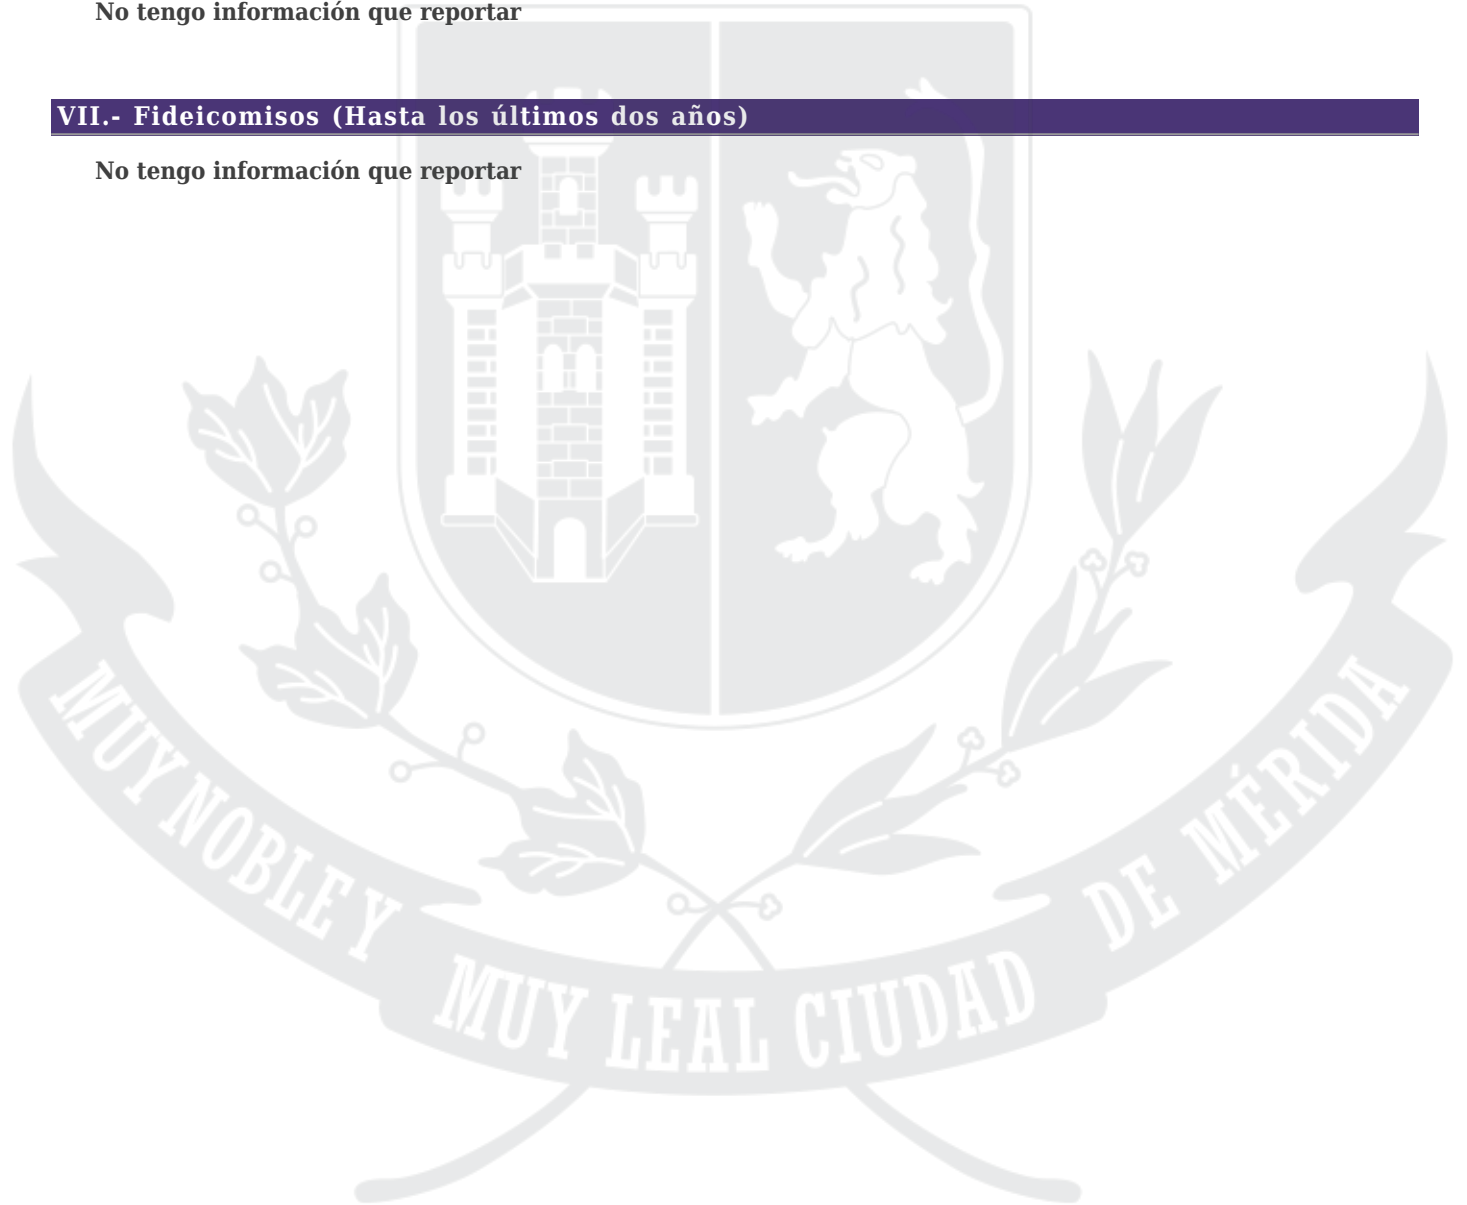 No tengo información que reportar
VII.- Fideicomisos (Hasta los últimos dos años)
No tengo información que reportar
MUY NOBLE Y MUY LEAL CIUDAD DE MÉRIDA